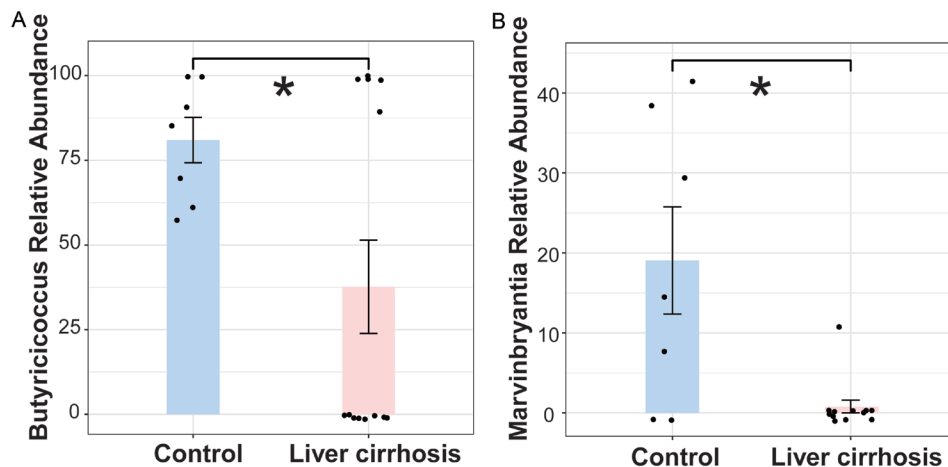 A
Butyricicoccus Relative Abundance
100
75
50
25
0
*
Control
Liver cirrhosis
B
Marvinbryantia Relative Abundance
40
30
20
10
0
*
Control
Liver cirrhosis